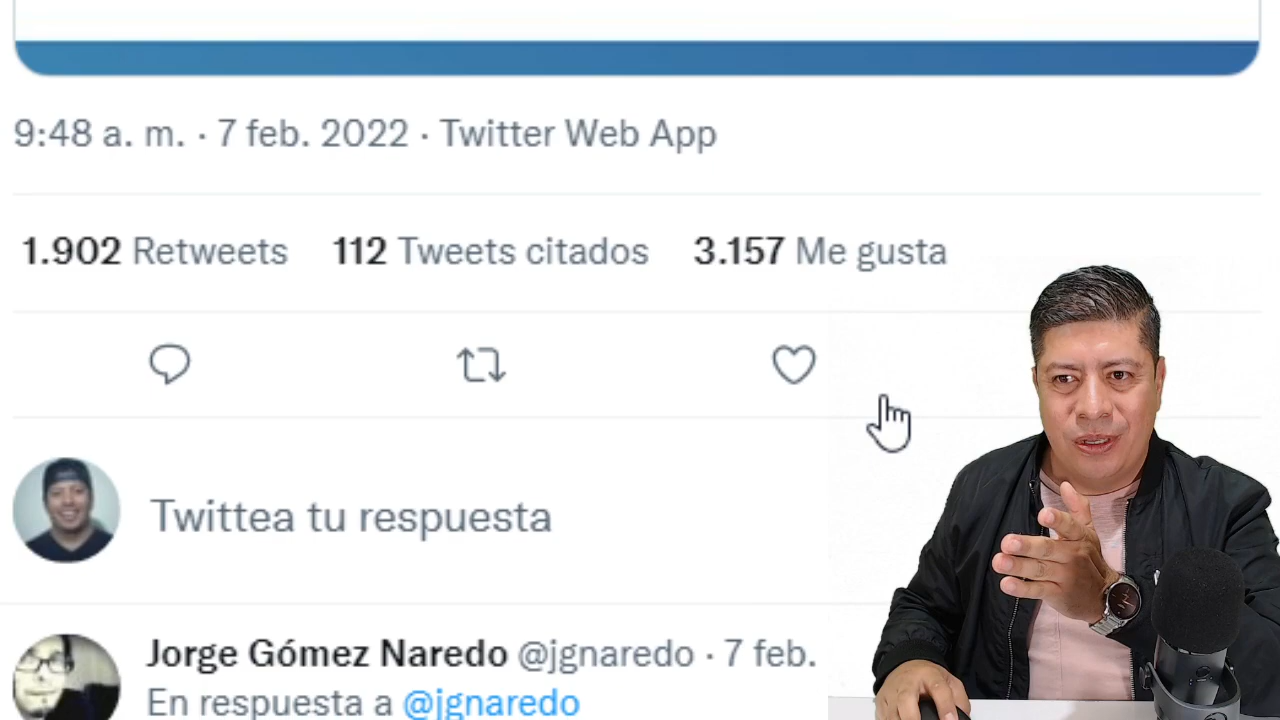 9:48 a. m. · 7 feb. 2022 · Twitter Web App
1.902 Retweets 112 Tweets citados 3.157 Me gusta
Twittea tu respuesta
Jorge Gómez Naredo @jgnaredo · 7 feb.
En respuesta a @jgnaredo